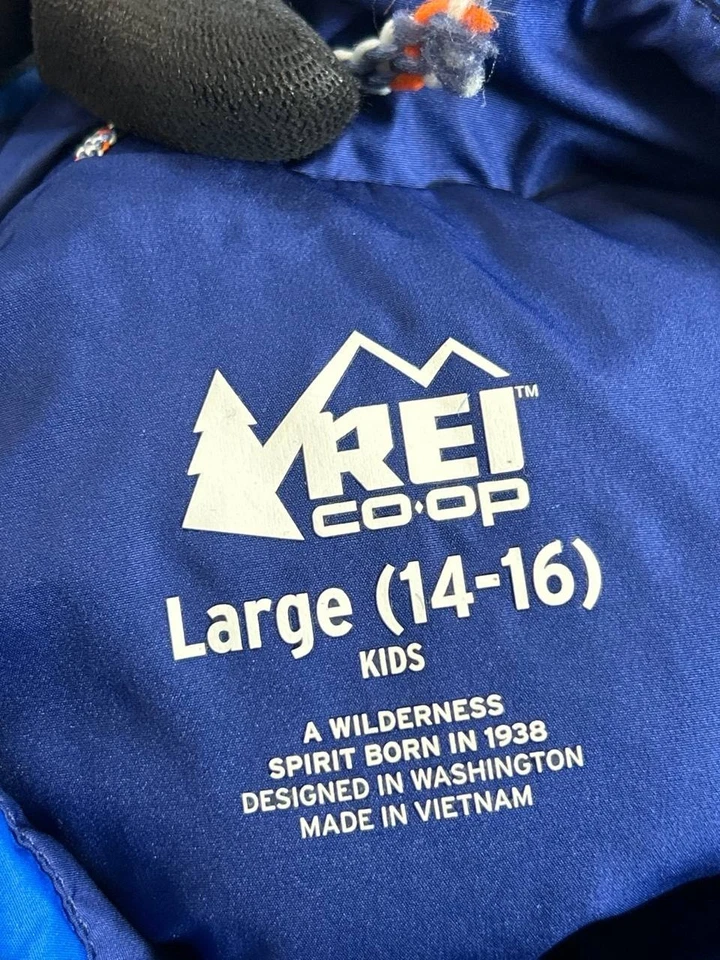 REI™
CO·OP
Large (14-16)
KIDS
A WILDERNESS
SPIRIT BORN IN 1938
DESIGNED IN WASHINGTON
MADE IN VIETNAM